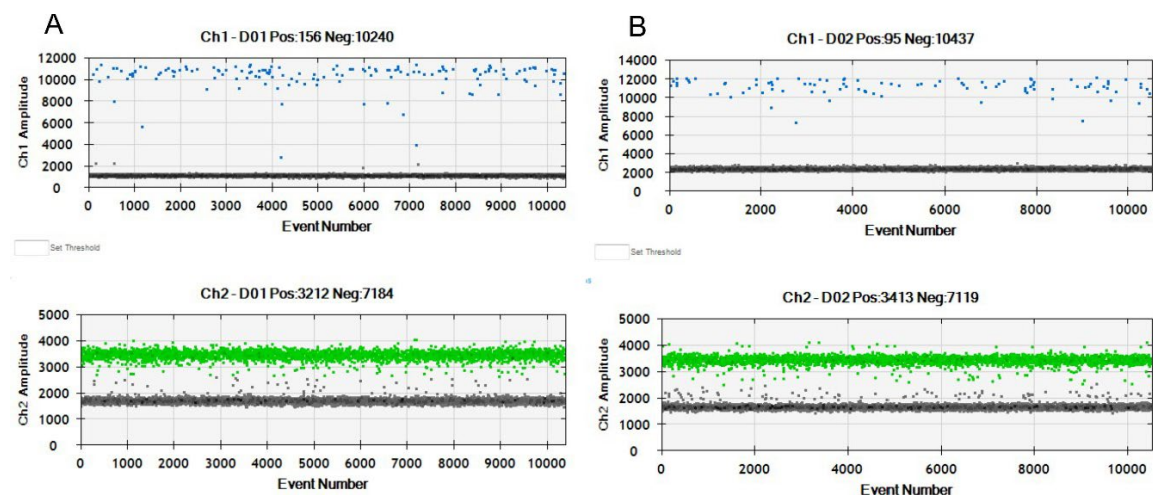 A
Ch1 - D01 Pos:156 Neg:10240
12000
10000
8000
6000
4000
2000
0
Ch1 Amplitude
0 1000 2000 3000 4000 5000 6000 7000 8000 9000 10000
Event Number
Set Threshold
Ch2 - D01 Pos:3212 Neg:7184
5000
4000
3000
2000
1000
0
Ch2 Amplitude
0 1000 2000 3000 4000 5000 6000 7000 8000 9000 10000
Event Number
B
Ch1 - D02 Pos:95 Neg:10437
14000
12000
10000
8000
6000
4000
2000
0
Ch1 Amplitude
0 2000 4000 6000 8000 10000
Event Number
Set Threshold
Ch2 - D02 Pos:3413 Neg:7119
5000
4000
3000
2000
1000
0
Ch2 Amplitude
0 2000 4000 6000 8000 10000
Event Number